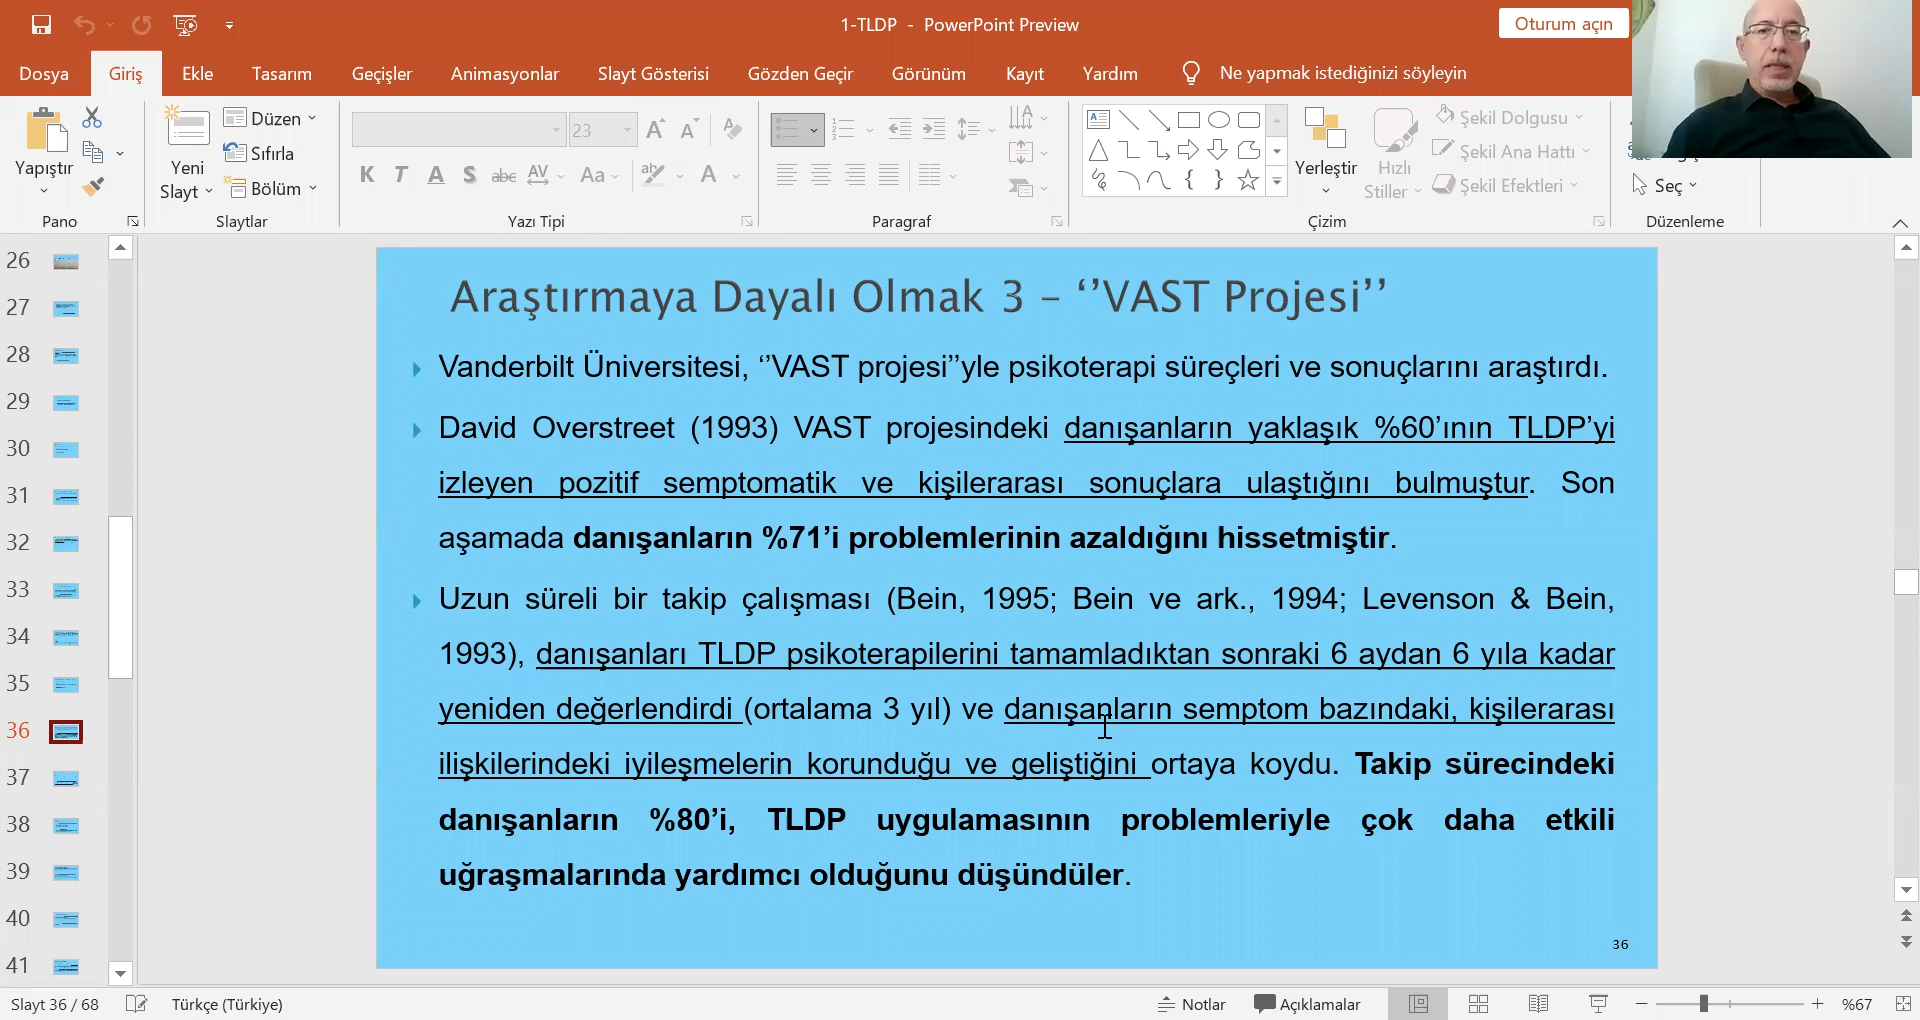 1-TLDP - PowerPoint Preview
Oturum açın
Dosya Giriş Ekle Tasarım Geçişler Animasyonlar Slayt Gösterisi Gözden Geçir Görünüm Kayıt Yardım Ne yapmak istediğinizi söyleyin
Yapıştır
Yeni
Slayt
Düzen
Sıfırla
Bölüm
23
K T A S abc AV Aa A
Yerleştir
Hızlı
Stiller
Şekil Dolgusu
Şekil Ana Hattı
Şekil Efektleri
Seç
Pano Slaytlar Yazı Tipi Paragraf Çizim Düzenleme
26
27
28
29
30
31
32
33
34
35
36
37
38
39
40
41
Araştırmaya Dayalı Olmak 3 – ‘’VAST Projesi’’
Vanderbilt Üniversitesi, ‘’VAST projesi’’yle psikoterapi süreçleri ve sonuçlarını araştırdı.
David Overstreet (1993) VAST projesindeki danışanların yaklaşık %60’ının TLDP’yi
izleyen pozitif semptomatik ve kişilerarası sonuçlara ulaştığını bulmuştur. Son
aşamada danışanların %71’i problemlerinin azaldığını hissetmiştir.
Uzun süreli bir takip çalışması (Bein, 1995; Bein ve ark., 1994; Levenson & Bein,
1993), danışanları TLDP psikoterapilerini tamamladıktan sonraki 6 aydan 6 yıla kadar
yeniden değerlendirdi (ortalama 3 yıl) ve danışanların semptom bazındaki, kişilerarası
ilişkilerindeki iyileşmelerin korunduğu ve geliştiğini ortaya koydu. Takip sürecindeki
danışanların %80’i, TLDP uygulamasının problemleriyle çok daha etkili
uğraşmalarında yardımcı olduğunu düşündüler.
36
Slayt 36 / 68 Türkçe (Türkiye) Notlar Açıklamalar %67